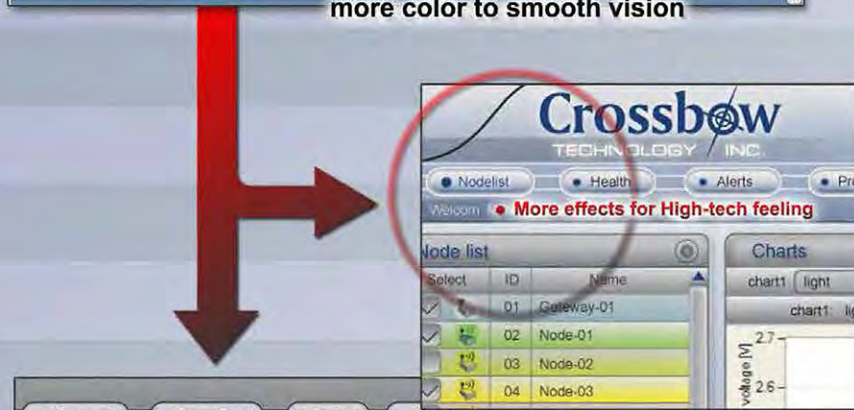 more color to smooth vision
Crossbow
TECHNOLOGY INC.
Nodelist Health Alerts Pr
Welcom • More effects for High-tech feeling
Node list Charts
Select ID Name chart1 light
01 Gateway-01 chart1: lig
02 Node-01 2.7
03 Node-02 voltage [V]
04 Node-03 2.6